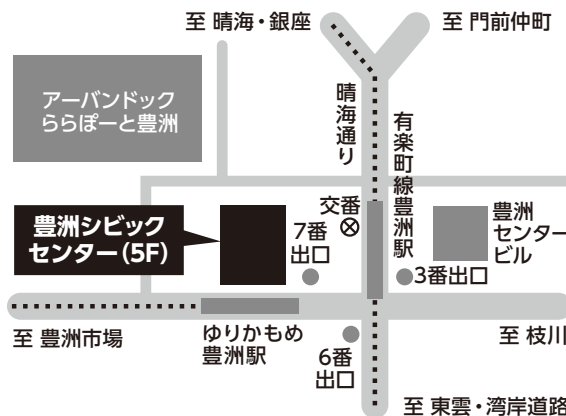 至 晴海・銀座
至 門前仲町
アーバンドック
ららぽーと豊洲
晴海通り
有楽町線豊洲駅
豊洲シビック
センター(5F)
交番
7番
出口
豊洲
センター
ビル
3番出口
至 豊洲市場
ゆりかもめ
豊洲駅
6番
出口
至 枝川
至 東雲・湾岸道路